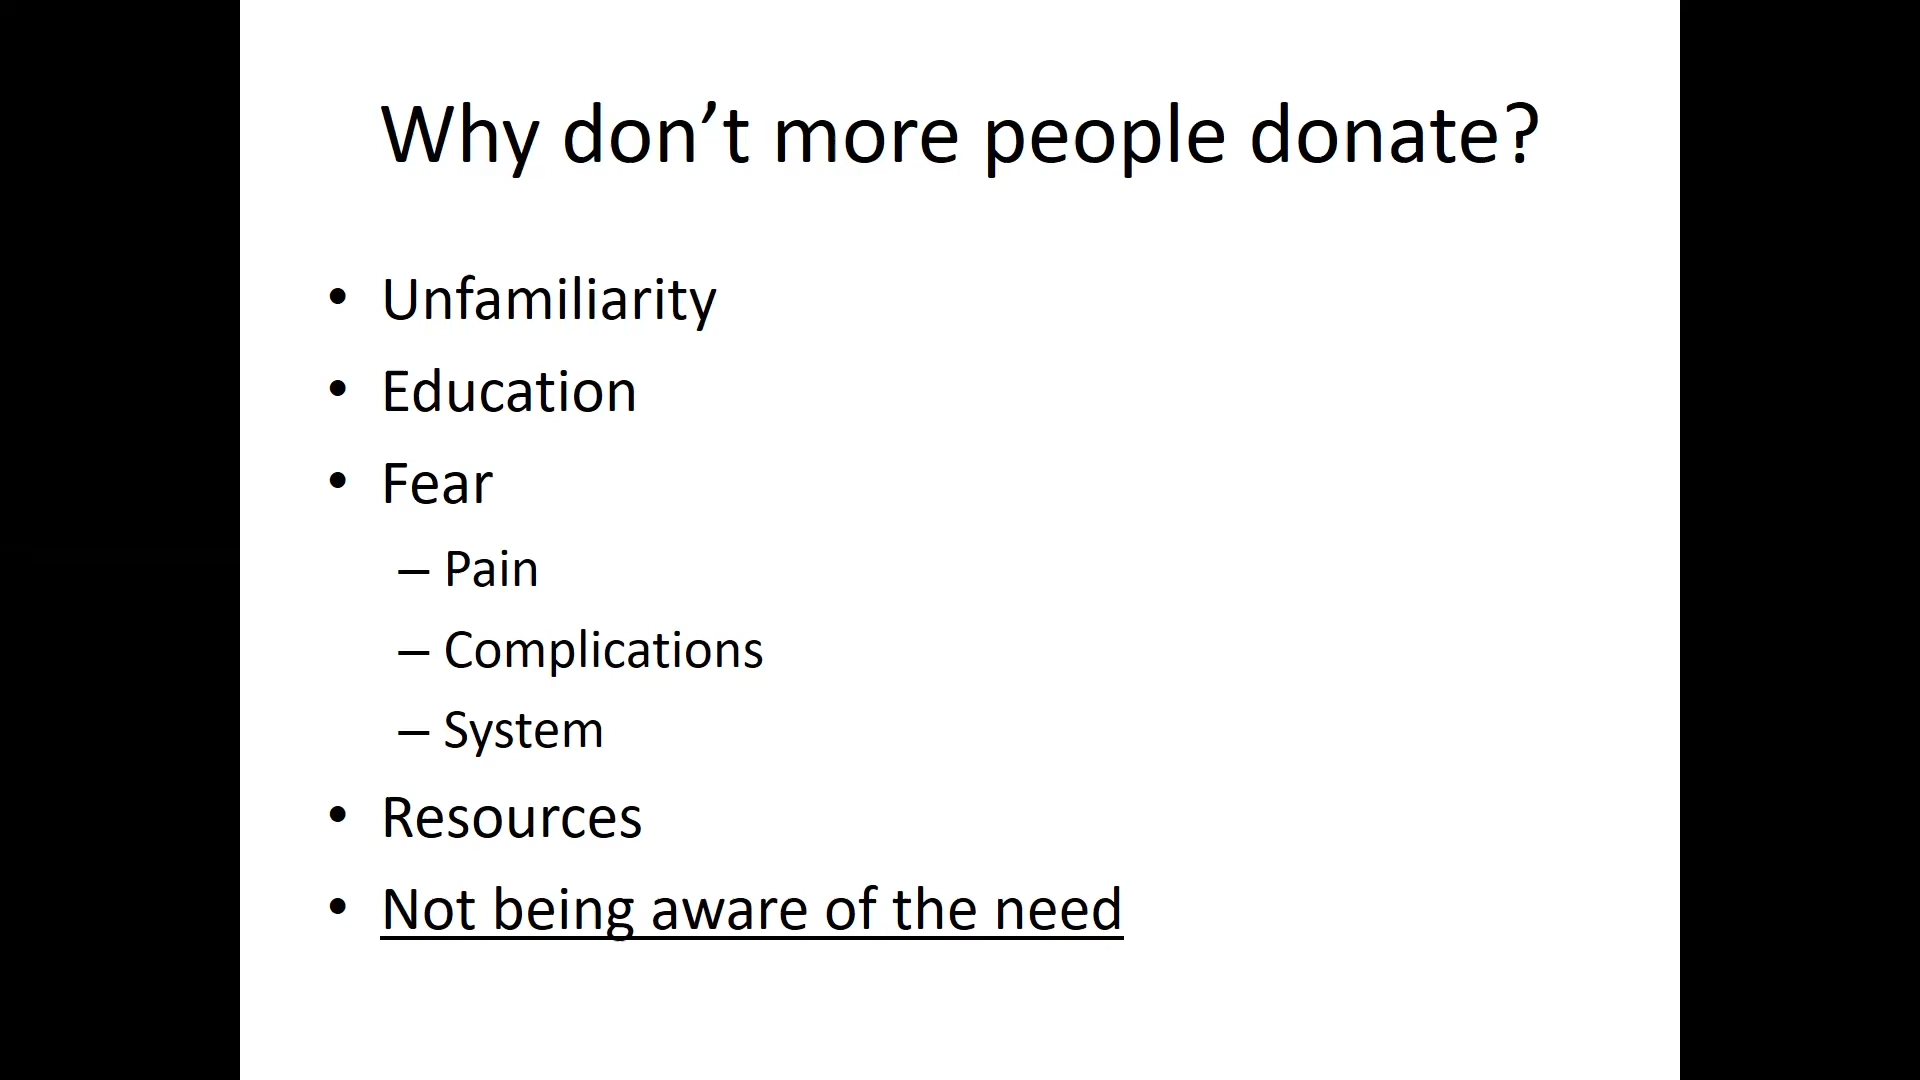 Why don’t more people donate?
• Unfamiliarity
• Education
• Fear
– Pain
– Complications
– System
• Resources
• Not being aware of the need